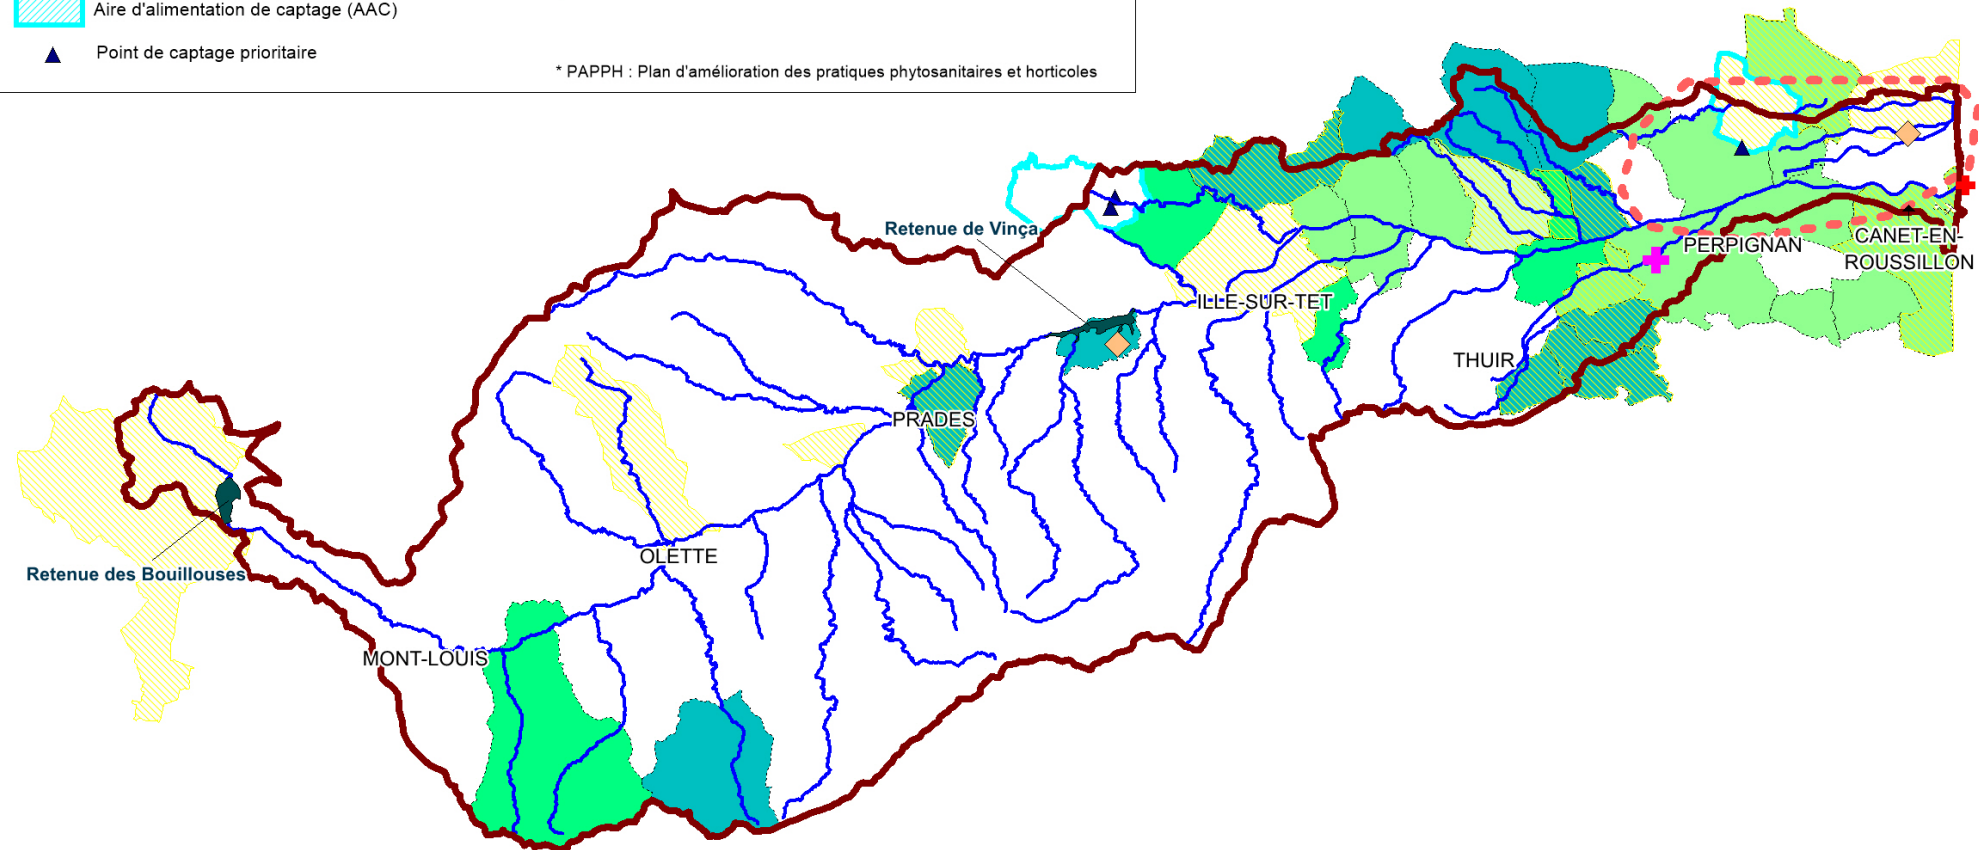 Aire d'alimentation de captage (AAC)
Point de captage prioritaire
* PAPPH : Plan d'amélioration des pratiques phytosanitaires et horticoles
Retenue de Vinça
PERPIGNAN
CANET-EN-
ROUSSILLON
ILLE-SUR-TET
THUIR
PRADES
OLETTE
Retenue des Bouillouses
MONT-LOUIS